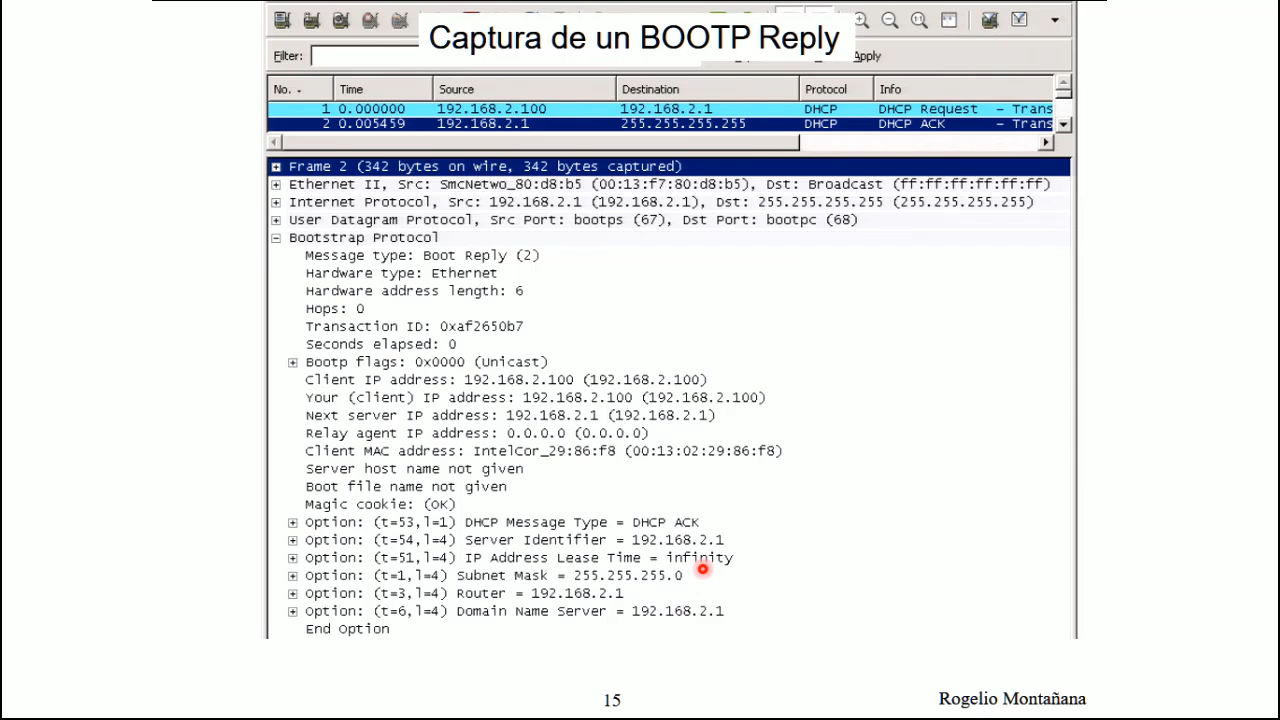 Captura de un BOOTP Reply
Filter:
Apply
No. Time Source Destination Protocol Info
1 0.000000 192.168.2.100 192.168.2.1 DHCP DHCP Request – Trans
2 0.005459 192.168.2.1 255.255.255.255 DHCP DHCP ACK – Trans
Frame 2 (342 bytes on wire, 342 bytes captured)
Ethernet II, Src: SmcNetwo_80:d8:b5 (00:13:f7:80:d8:b5), Dst: Broadcast (ff:ff:ff:ff:ff:ff)
Internet Protocol, Src: 192.168.2.1 (192.168.2.1), Dst: 255.255.255.255 (255.255.255.255)
User Datagram Protocol, Src Port: bootps (67), Dst Port: bootpc (68)
Bootstrap Protocol
Message type: Boot Reply (2)
Hardware type: Ethernet
Hardware address length: 6
Hops: 0
Transaction ID: 0xaf2650b7
Seconds elapsed: 0
Bootp flags: 0x0000 (Unicast)
Client IP address: 192.168.2.100 (192.168.2.100)
Your (client) IP address: 192.168.2.100 (192.168.2.100)
Next server IP address: 192.168.2.1 (192.168.2.1)
Relay agent IP address: 0.0.0.0 (0.0.0.0)
Client MAC address: IntelCor_29:86:f8 (00:13:02:29:86:f8)
Server host name not given
Boot file name not given
Magic cookie: (OK)
Option: (t=53,l=1) DHCP Message Type = DHCP ACK
Option: (t=54,l=4) Server Identifier = 192.168.2.1
Option: (t=51,l=4) IP Address Lease Time = infinity
Option: (t=1,l=4) Subnet Mask = 255.255.255.0
Option: (t=3,l=4) Router = 192.168.2.1
Option: (t=6,l=4) Domain Name Server = 192.168.2.1
End Option
15
Rogelio Montañana